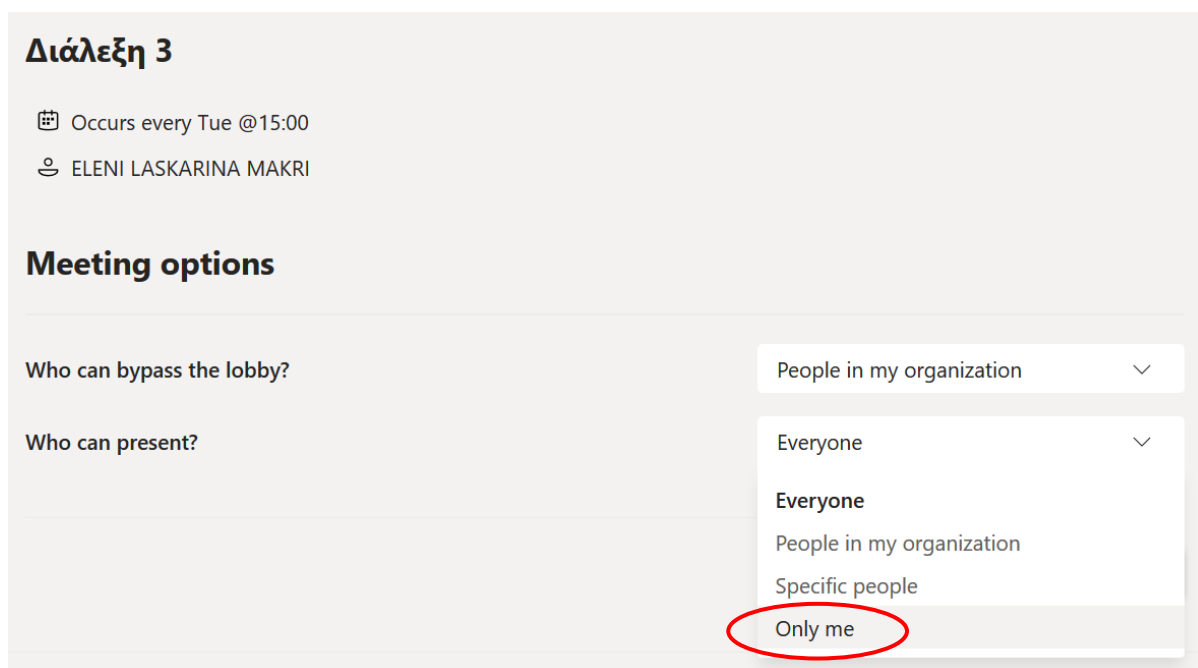 Διάλεξη 3
Occurs every Tue @15:00
ELENI LASKARINA MAKRI
Meeting options
Who can bypass the lobby? People in my organization
Who can present? Everyone
Everyone
People in my organization
Specific people
Only me